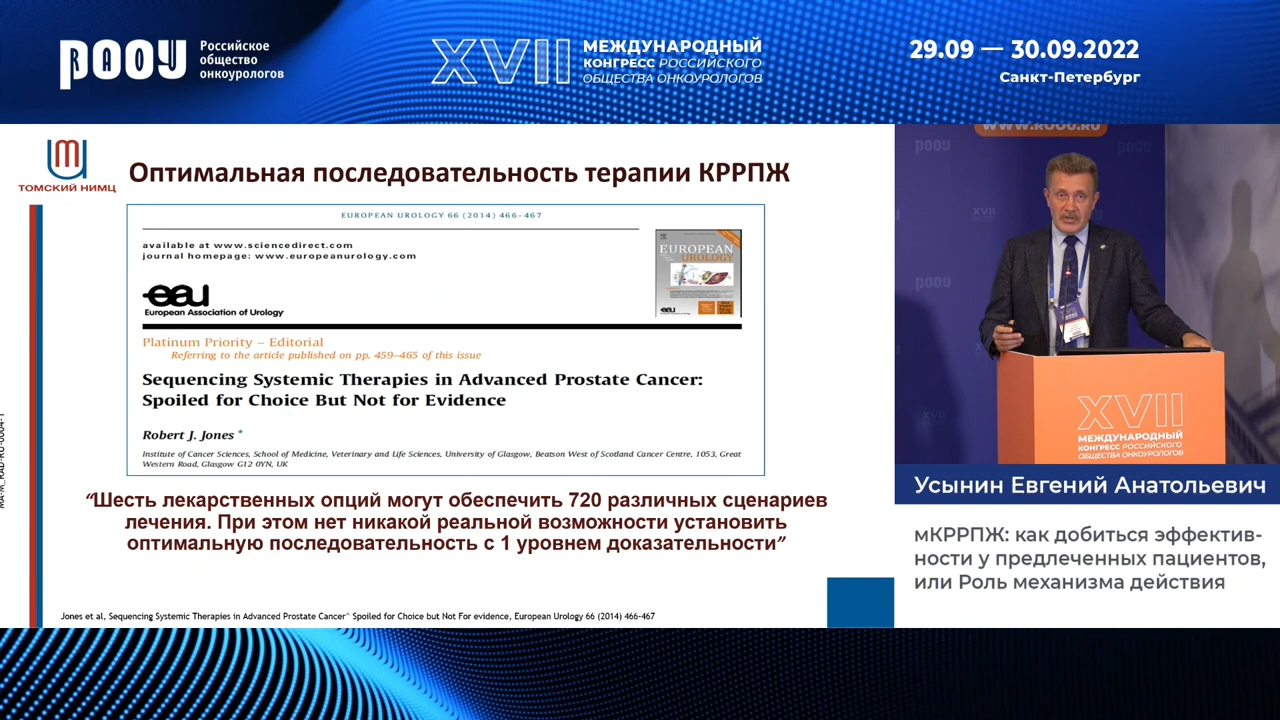 РООУ
Российское
общество
онкоурологов
XVII
МЕЖДУНАРОДНЫЙ
КОНГРЕСС РОССИЙСКОГО
ОБЩЕСТВА ОНКОУРОЛОГОВ
29.09 — 30.09.2022
Санкт-Петербург
ТОМСКИЙ НИМЦ
Оптимальная последовательность терапии КРРПЖ
EUROPEAN UROLOGY 66 (2014) 466–467
available at www.sciencedirect.com
journal homepage: www.europeanurology.com
EUROPEAN
UROLOGY
eau
European Association of Urology
Platinum Priority – Editorial
Referring to the article published on pp. 459–465 of this issue
Sequencing Systemic Therapies in Advanced Prostate Cancer:
Spoiled for Choice But Not for Evidence
Robert J. Jones *
Institute of Cancer Sciences, School of Medicine, Veterinary and Life Sciences, University of Glasgow, Beatson West of Scotland Cancer Centre, 1053, Great
Western Road, Glasgow G12 0YN, UK
“Шесть лекарственных опций могут обеспечить 720 различных сценариев
лечения. При этом нет никакой реальной возможности установить
оптимальную последовательность с 1 уровнем доказательности”
Jones et al, Sequencing Systemic Therapies in Advanced Prostate Cancer^ Spoiled for Choice but Not For evidence, European Urology 66 (2014) 466-467
WWW.ROOU.RU
XVII
МЕЖДУНАРОДНЫЙ
КОНГРЕСС РОССИЙСКОГО
ОБЩЕСТВА ОНКОУРОЛОГОВ
Усынин Евгений Анатольевич
мКРРПЖ: как добиться эффектив-
ности у предлеченных пациентов,
или Роль механизма действия